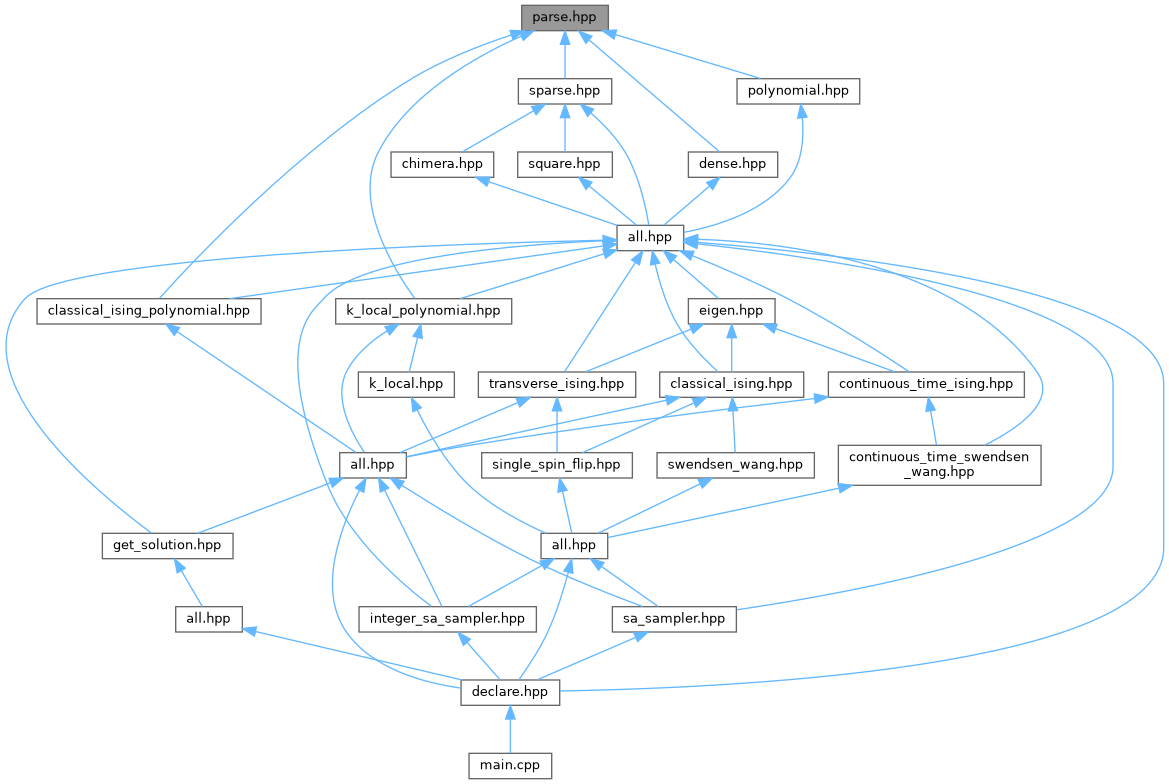 parse.hpp
sparse.hpp
polynomial.hpp
chimera.hpp
square.hpp
dense.hpp
all.hpp
classical_ising_polynomial.hpp
k_local_polynomial.hpp
eigen.hpp
k_local.hpp
transverse_ising.hpp
classical_ising.hpp
continuous_time_ising.hpp
all.hpp
single_spin_flip.hpp
swendsen_wang.hpp
continuous_time_swendsen
_wang.hpp
get_solution.hpp
all.hpp
all.hpp
integer_sa_sampler.hpp
sa_sampler.hpp
declare.hpp
main.cpp